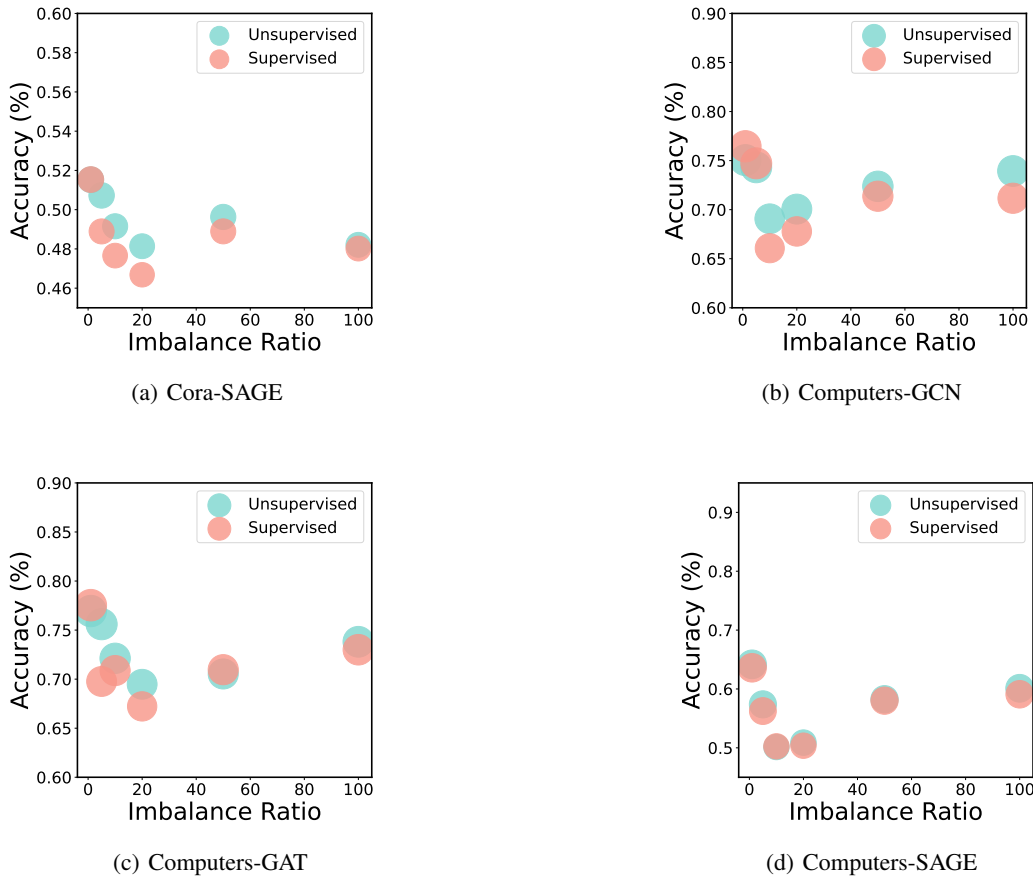 0.60
0.58
0.56
0.54
0.52
0.50
0.48
0.46
Accuracy (%)
Unsupervised
Supervised
0 20 40 60 80 100
Imbalance Ratio
(a) Cora-SAGE
0.90
0.85
0.80
0.75
0.70
0.65
0.60
Accuracy (%)
Unsupervised
Supervised
0 20 40 60 80 100
Imbalance Ratio
(b) Computers-GCN
0.90
0.85
0.80
0.75
0.70
0.65
0.60
Accuracy (%)
Unsupervised
Supervised
0 20 40 60 80 100
Imbalance Ratio
(c) Computers-GAT
0.9
0.8
0.7
0.6
0.5
Accuracy (%)
Unsupervised
Supervised
0 20 40 60 80 100
Imbalance Ratio
(d) Computers-SAGE